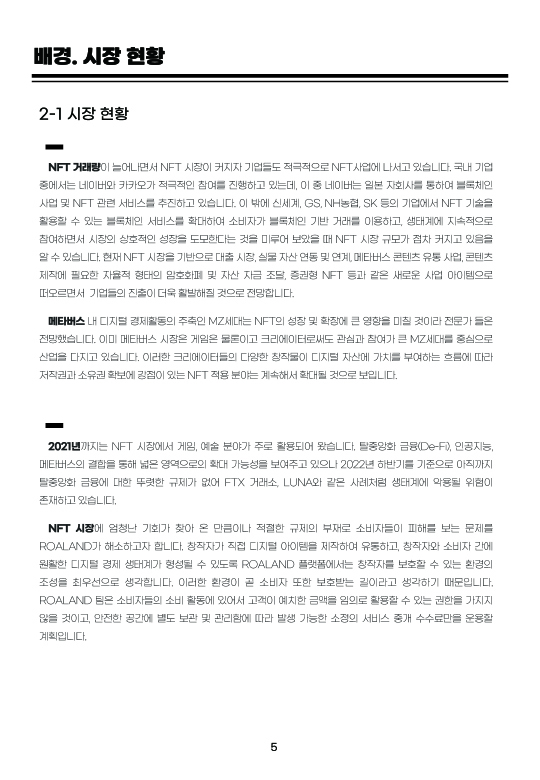 배경. 시장 현황
2-1 시장 현황
NFT 거래량이 늘어나면서 NFT 시장이 커지자 기업들도 적극적으로 NFT사업에 나서고 있습니다. 국내 기업
중에서는 네이버와 카카오가 적극적인 참여를 진행하고 있는데, 이 중 네이버는 일본 자회사를 통하여 블록체인
사업 및 NFT 관련 서비스를 추진하고 있습니다. 이 밖에 신세계, GS, NH농협, SK 등의 기업에서 NFT 기술을
활용할 수 있는 블록체인 서비스를 확대하여 소비자가 블록체인 기반 거래를 이용하고, 생태계에 지속적으로
참여하면서 시장의 상호적인 성장을 도모한다는 것을 미루어 보았을 때 NFT 시장 규모가 점차 커지고 있음을
알 수 있습니다. 현재 NFT 시장을 기반으로 대출 시장, 실물 자산 연동 및 연계, 메타버스 콘텐츠 유통 사업, 콘텐츠
제작에 필요한 자율적 형태의 암호화폐 및 자산 자금 조달, 증권형 NFT 등과 같은 새로운 사업 아이템으로
떠오르면서 기업들의 진출이 더욱 활발해질 것으로 전망합니다.
메타버스 내 디지털 경제활동의 주축인 MZ세대는 NFT의 성장 및 확장에 큰 영향을 미칠 것이라 전문가 들은
전망했습니다. 이미 메타버스 시장은 게임은 물론이고 크리에이터로써도 관심과 참여가 큰 MZ세대를 중심으로
산업을 다지고 있습니다. 이러한 크리에이터들의 다양한 창작물이 디지털 자산에 가치를 부여하는 흐름에 따라
저작권과 소유권 확보에 강점이 있는 NFT 적용 분야는 계속해서 확대될 것으로 보입니다.
2021년까지는 NFT 시장에서 게임, 예술 분야가 주로 활용되어 왔습니다. 탈중앙화 금융(De-Fi), 인공지능,
메타버스의 결합을 통해 넓은 영역으로의 확대 가능성을 보여주고 있으나 2022년 하반기를 기준으로 아직까지
탈중앙화 금융에 대한 뚜렷한 규제가 없어 FTX 거래소, LUNA와 같은 사례처럼 생태계에 악용될 위험이
존재하고 있습니다.
NFT 시장에 엄청난 기회가 찾아 온 만큼이나 적절한 규제의 부재로 소비자들이 피해를 보는 문제를
ROALAND가 해소하고자 합니다. 창작자가 직접 디지털 아이템을 제작하여 유통하고, 창작자와 소비자 간에
원활한 디지털 경제 생태계가 형성될 수 있도록 ROALAND 플랫폼에서는 창작자를 보호할 수 있는 환경의
조성을 최우선으로 생각합니다. 이러한 환경이 곧 소비자 또한 보호받는 길이라고 생각하기 때문입니다.
ROALAND 팀은 소비자들의 소비 활동에 있어서 고객이 예치한 금액을 임의로 활용할 수 있는 권한을 가지지
않을 것이고, 안전한 공간에 별도 보관 및 관리함에 따라 발생 가능한 소정의 서비스 중개 수수료만을 운용할
계획입니다.
5